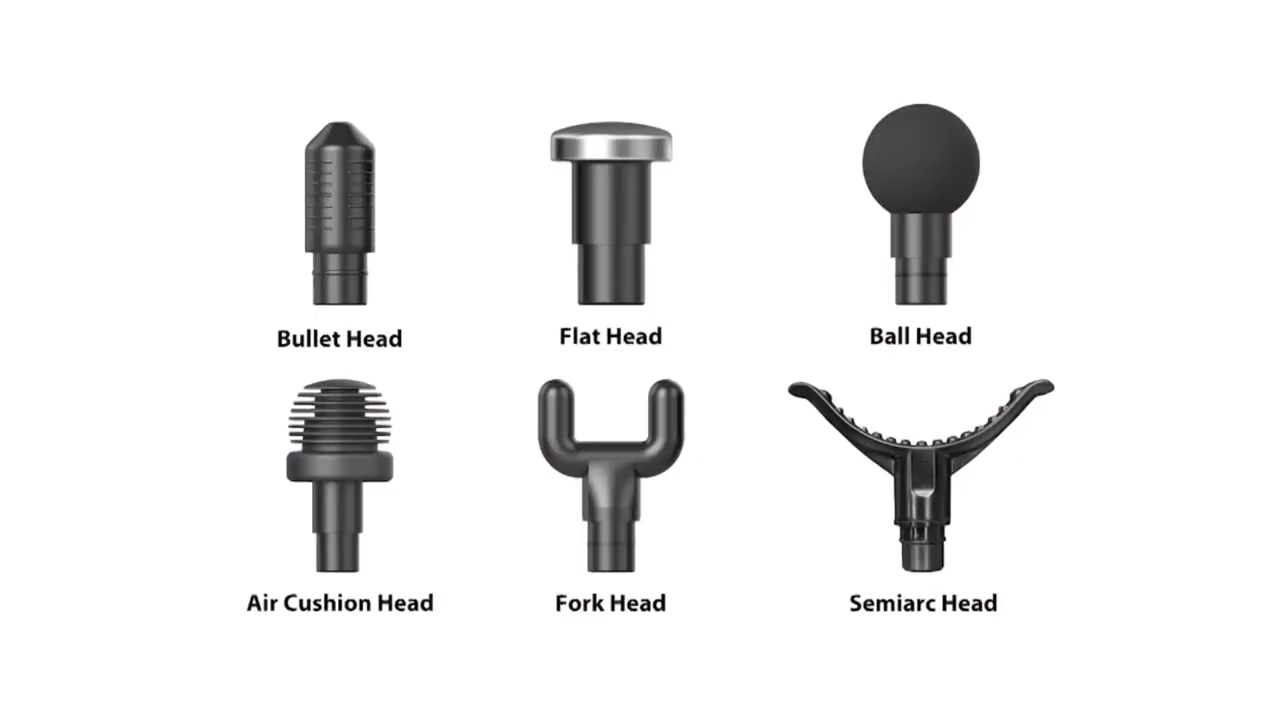 Bullet Head
Flat Head
Ball Head
Air Cushion Head
Fork Head
Semiarc Head